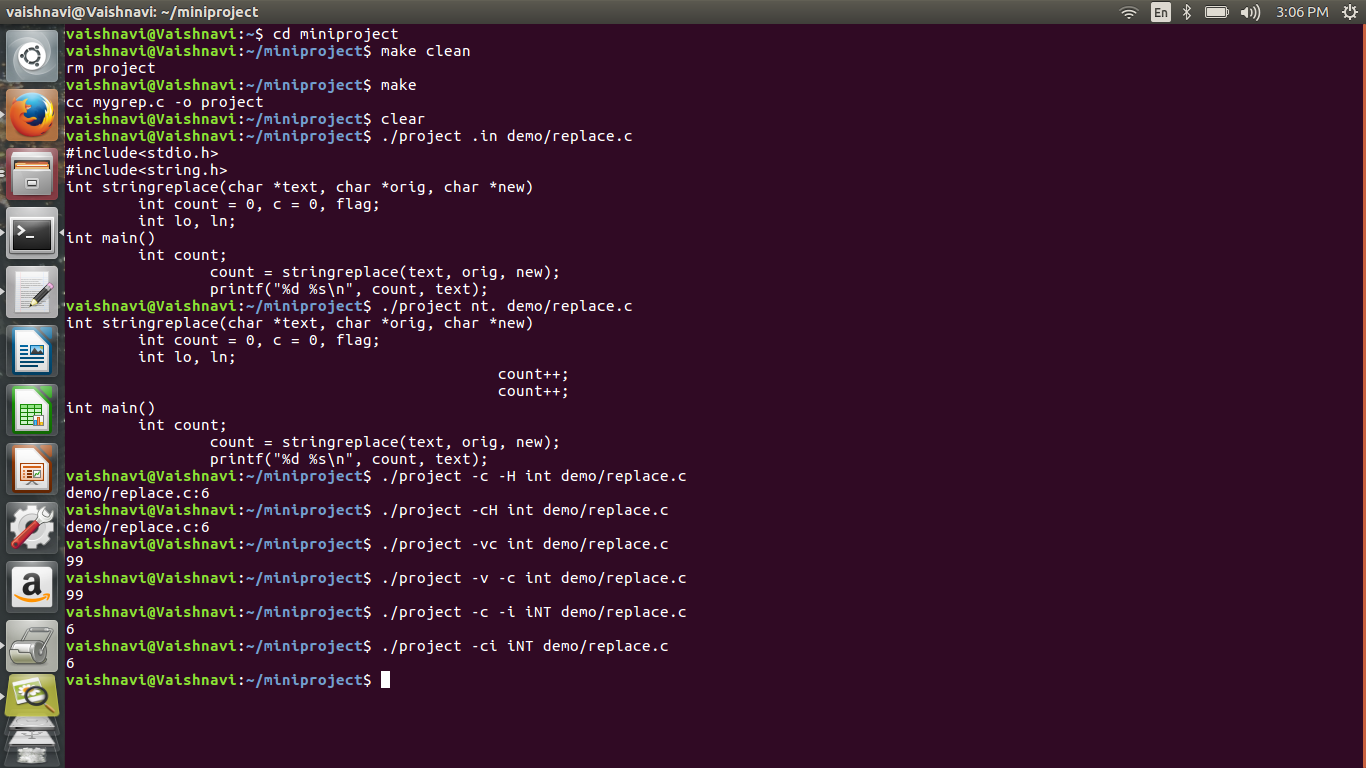 vaishnavi@Vaishnavi: ~/miniproject
En
3:06 PM
vaishnavi@Vaishnavi:~$ cd miniproject
vaishnavi@Vaishnavi:~/miniproject$ make clean
rm project
vaishnavi@Vaishnavi:~/miniproject$ make
cc mygrep.c -o project
vaishnavi@Vaishnavi:~/miniproject$ clear
vaishnavi@Vaishnavi:~/miniproject$ ./project .in demo/replace.c
#include<stdio.h>
#include<string.h>
int stringreplace(char *text, char *orig, char *new)
        int count = 0, c = 0, flag;
        int lo, ln;
int main()
        int count;
                count = stringreplace(text, orig, new);
                printf("%d %s\n", count, text);
vaishnavi@Vaishnavi:~/miniproject$ ./project nt. demo/replace.c
int stringreplace(char *text, char *orig, char *new)
        int count = 0, c = 0, flag;
        int lo, ln;
                                                count++;
                                                count++;
int main()
        int count;
                count = stringreplace(text, orig, new);
                printf("%d %s\n", count, text);
vaishnavi@Vaishnavi:~/miniproject$ ./project -c -H int demo/replace.c
demo/replace.c:6
vaishnavi@Vaishnavi:~/miniproject$ ./project -cH int demo/replace.c
demo/replace.c:6
vaishnavi@Vaishnavi:~/miniproject$ ./project -vc int demo/replace.c
99
vaishnavi@Vaishnavi:~/miniproject$ ./project -v -c int demo/replace.c
99
vaishnavi@Vaishnavi:~/miniproject$ ./project -c -i iNT demo/replace.c
6
vaishnavi@Vaishnavi:~/miniproject$ ./project -ci iNT demo/replace.c
6
vaishnavi@Vaishnavi:~/miniproject$